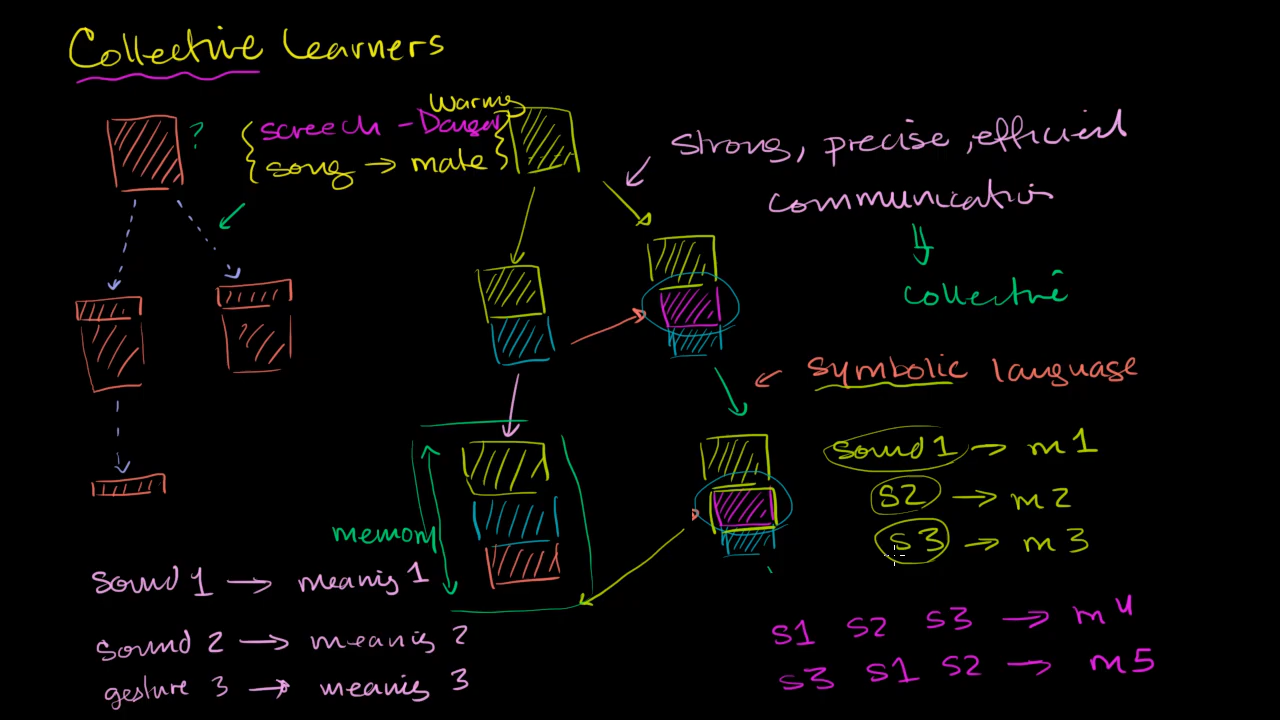 Collective Learners
?
Warning
screech - Danger
song → mate
strong, precise, efficient
communication
collective
symbolic language
sound 1 → m1
s2 → m2
s3 → m3
memory
sound 1 → meaning 1
sound 2 → meaning 2
gesture 3 → meaning 3
s1 s2 s3 → m4
s3 s1 s2 → m5